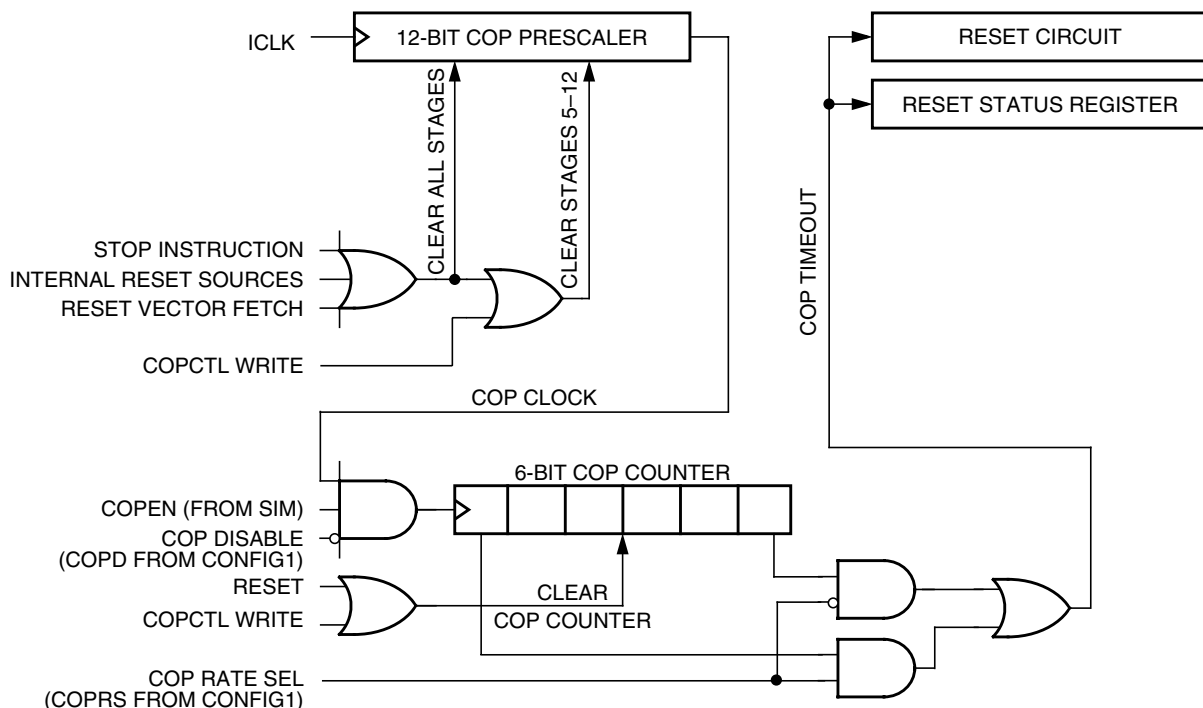 ICLK
12-BIT COP PRESCALER
RESET CIRCUIT
RESET STATUS REGISTER
CLEAR ALL STAGES
CLEAR STAGES 5–12
STOP INSTRUCTION
INTERNAL RESET SOURCES
RESET VECTOR FETCH
COPCTL WRITE
COP TIMEOUT
COP CLOCK
6-BIT COP COUNTER
COPEN (FROM SIM)
COP DISABLE
(COPD FROM CONFIG1)
RESET
COPCTL WRITE
CLEAR
COP COUNTER
COP RATE SEL
(COPRS FROM CONFIG1)